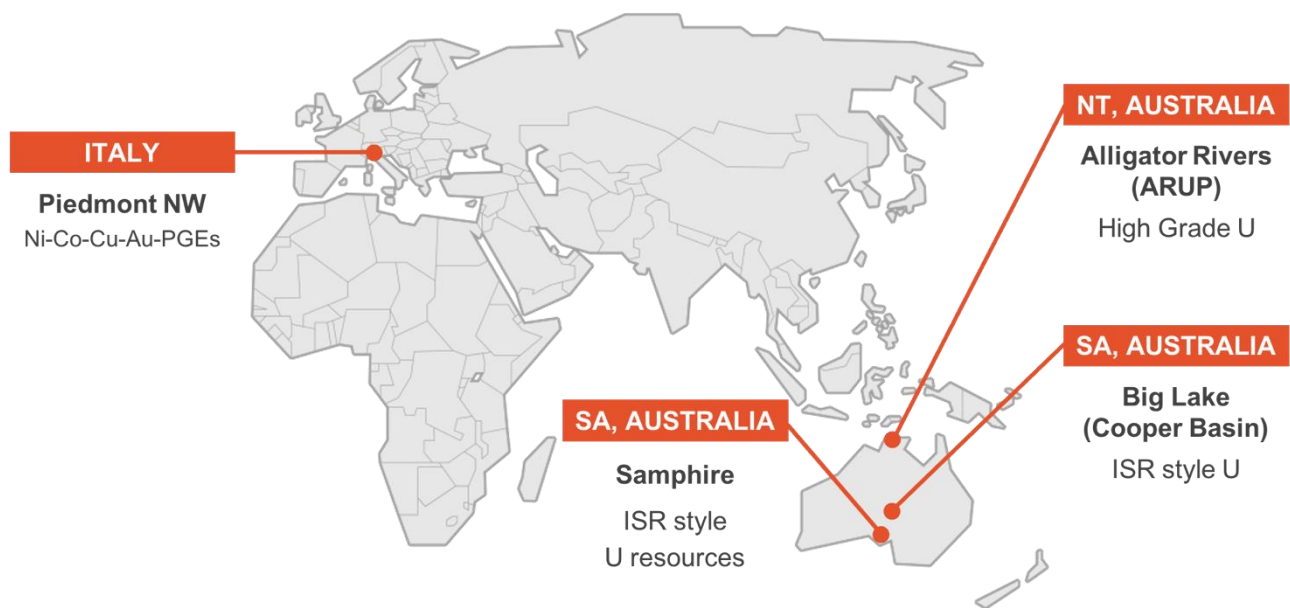 ITALY
Piedmont NW
Ni-Co-Cu-Au-PGEs
NT, AUSTRALIA
Alligator Rivers
(ARUP)
High Grade U
SA, AUSTRALIA
Big Lake
(Cooper Basin)
ISR style U
SA, AUSTRALIA
Samphire
ISR style
U resources